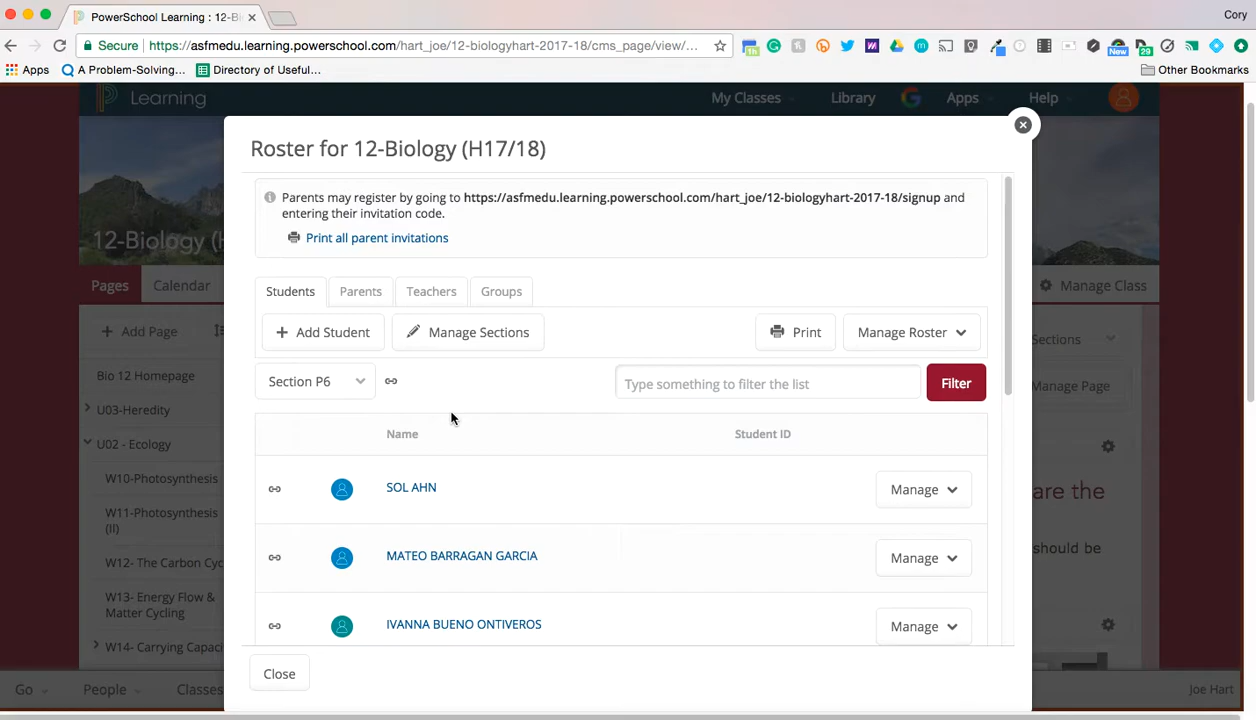 PowerSchool Learning : 12-Bi
Cory
Secure
https://asfmedu.learning.powerschool.com/hart_joe/12-biologyhart-2017-18/cms_page/view/...
1h
New
29
Apps
A Problem-Solving...
Directory of Useful...
Other Bookmarks
Learning
My Classes
Library
Apps
Help
Roster for 12-Biology (H17/18)
Parents may register by going to https://asfmedu.learning.powerschool.com/hart_joe/12-biologyhart-2017-18/signup and
entering their invitation code.
Print all parent invitations
12-Biology (H
Pages
Calendar
Students
Parents
Teachers
Groups
Manage Class
Add Page
Add Student
Manage Sections
Print
Manage Roster
Sections
Bio 12 Homepage
Section P6
Type something to filter the list
Filter
Manage Page
U03-Heredity
U02 - Ecology
Name
Student ID
W10-Photosynthesis
SOL AHN
Manage
are the
W11-Photosynthesis
(II)
MATEO BARRAGAN GARCIA
Manage
should be
W12- The Carbon Cyc
W13- Energy Flow &
Matter Cycling
IVANNA BUENO ONTIVEROS
Manage
W14- Carrying Capaci
Close
Go
People
Classes
Joe Hart